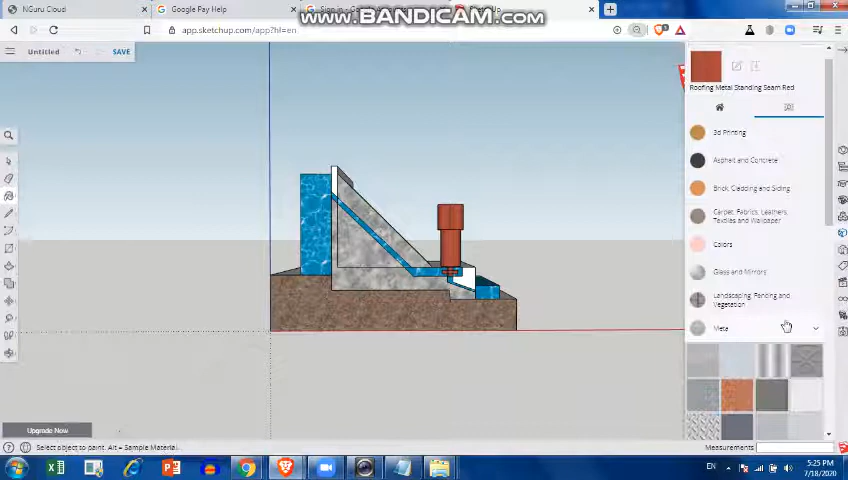 WWW.BANDICAM.COM
NGuru Cloud
Google Pay Help
app.sketchup.com/app?hl=en
Untitled
SAVE
Roofing Metal Standing Seam Red
3d Printing
Asphalt and Concrete
Brick, Cladding and Siding
Carpet, Fabrics, Leathers,
Textiles and Wallpaper
Colors
Glass and Mirrors
Landscaping, Fencing and
Vegetation
Metal
Upgrade Now
Select object to paint. Alt = Sample Material.
Measurements
EN
5:25 PM
7/18/2020